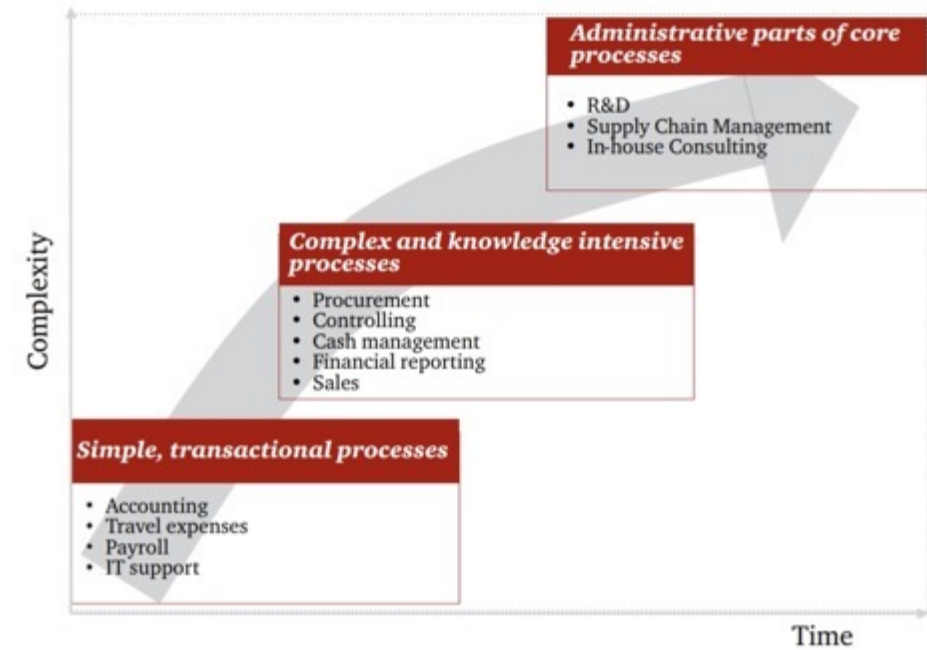 Administrative parts of core
processes
• R&D
• Supply Chain Management
• In-house Consulting
Complexity
Complex and knowledge intensive
processes
• Procurement
• Controlling
• Cash management
• Financial reporting
• Sales
Simple, transactional processes
• Accounting
• Travel expenses
• Payroll
• IT support
Time